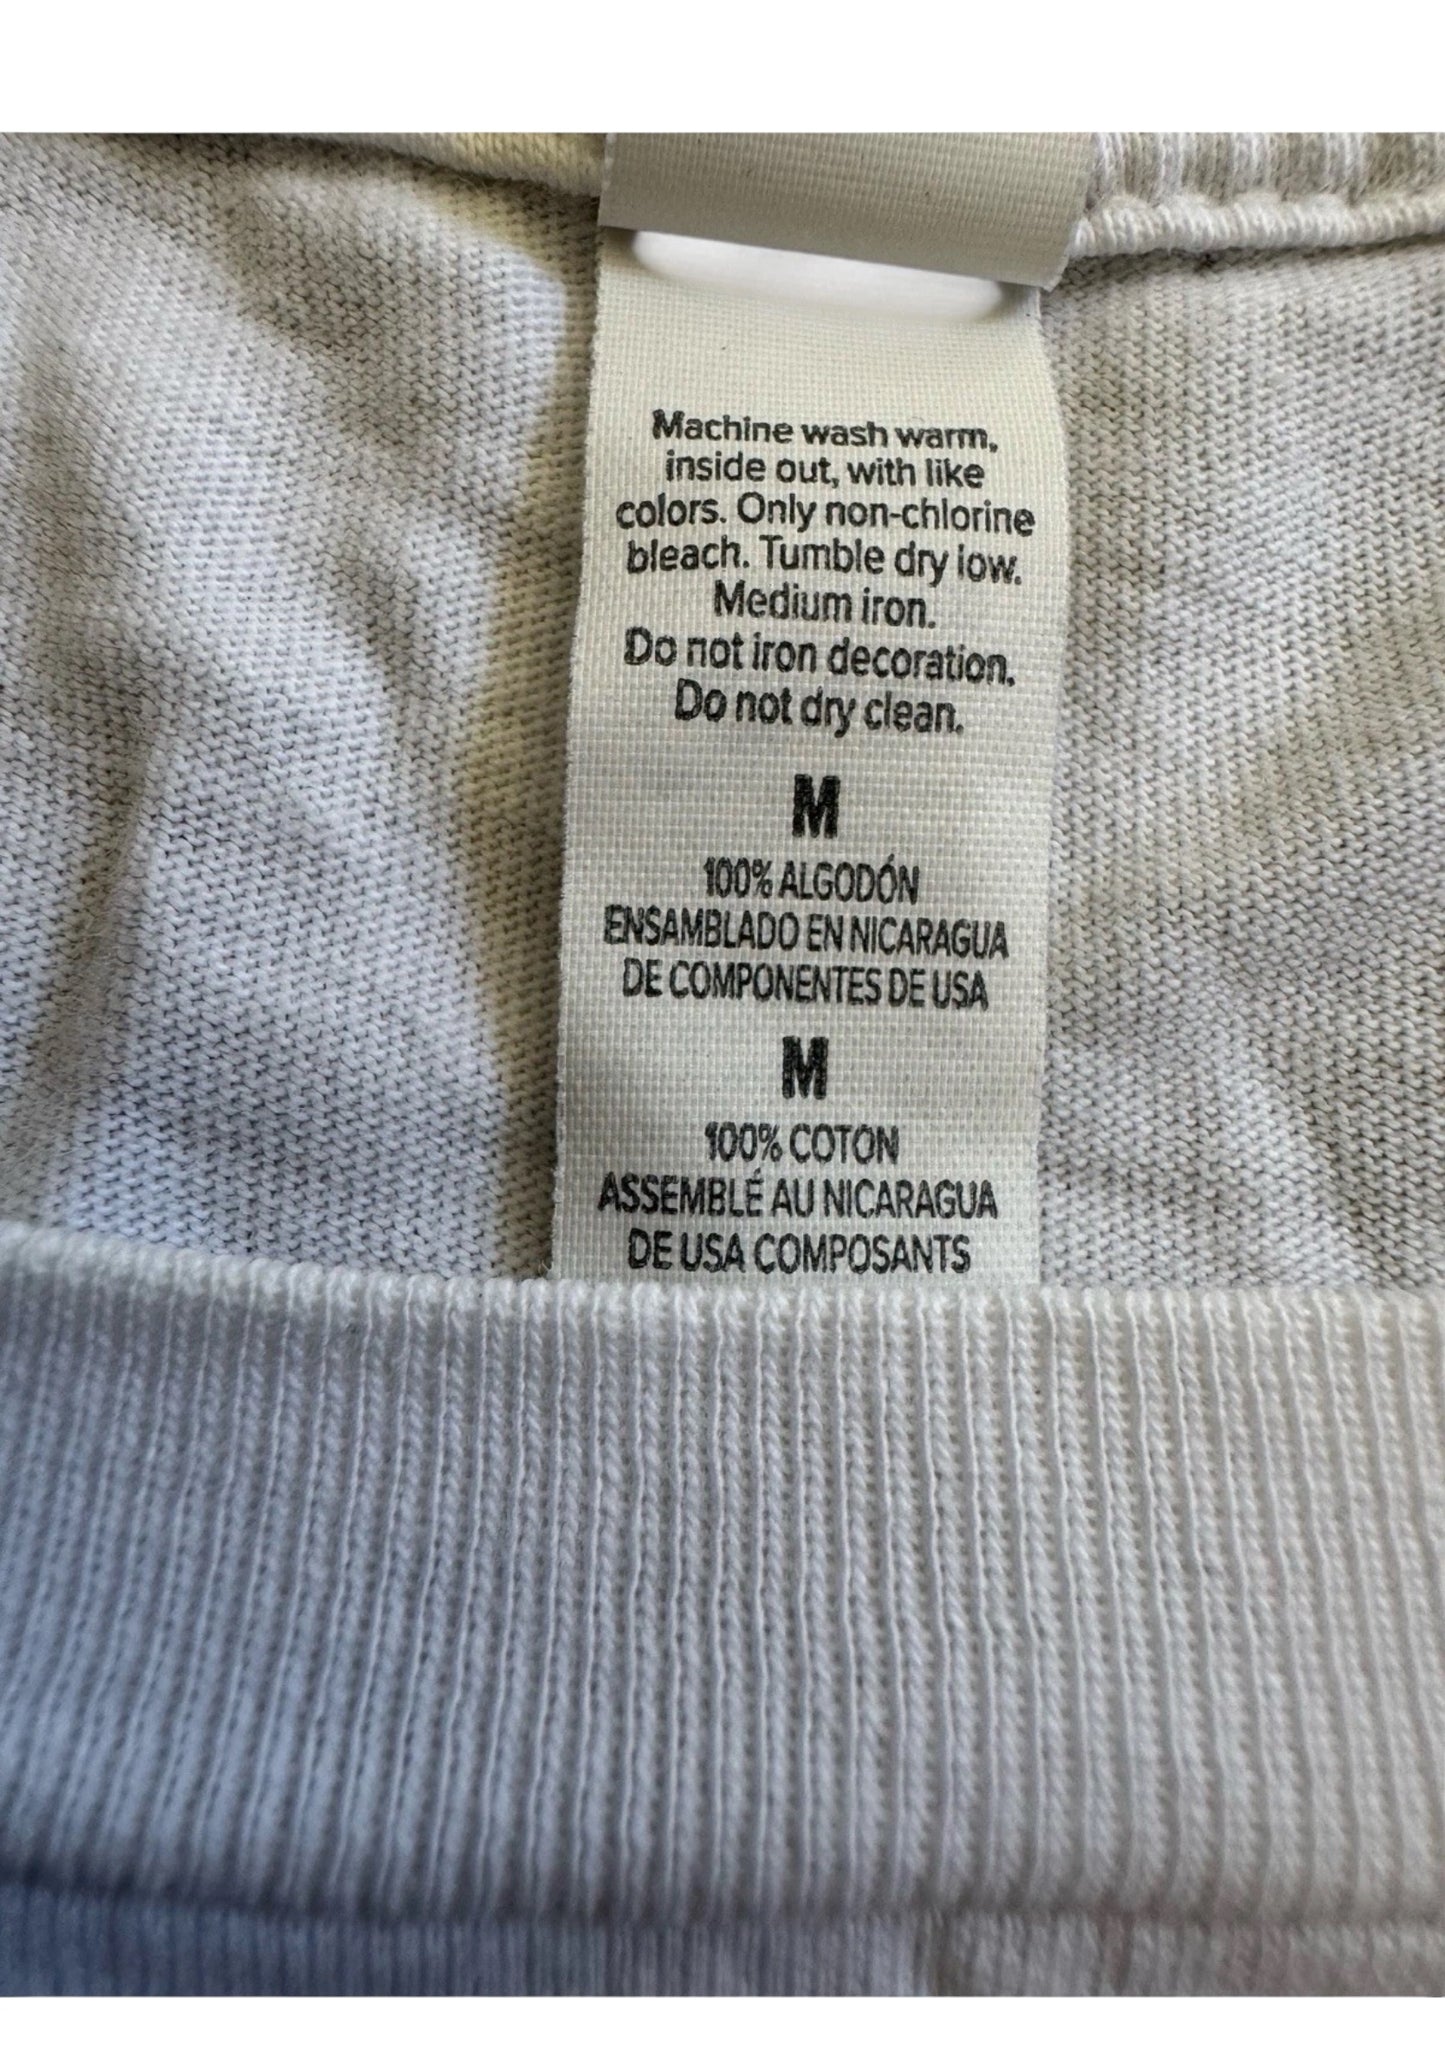 Machine wash warm,
inside out, with like
colors. Only non-chlorine
bleach. Tumble dry low.
Medium iron.
Do not iron decoration.
Do not dry clean.
M
100% ALGODÓN
ENSAMBLADO EN NICARAGUA
DE COMPONENTES DE USA
M
100% COTON
ASSEMBLÉ AU NICARAGUA
DE USA COMPOSANTS